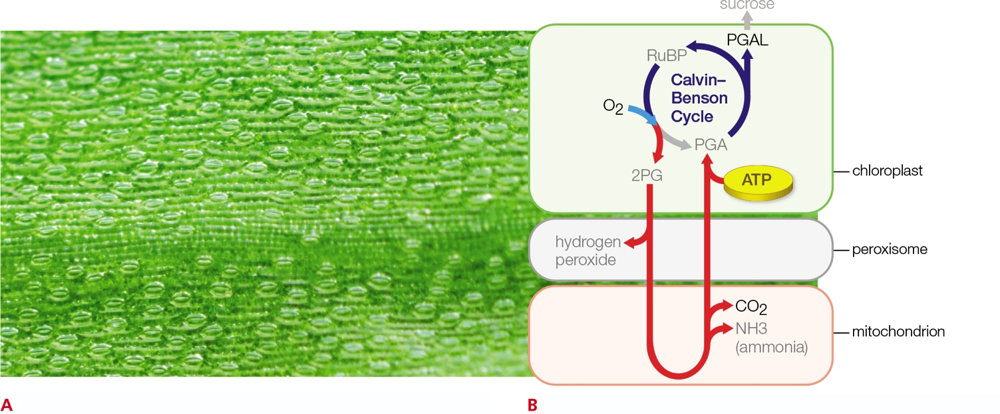 sucrose
PGAL
RuBP
Calvin–
Benson
Cycle
O2
PGA
2PG
ATP
chloroplast
hydrogen
peroxide
peroxisome
CO2
NH3
(ammonia)
mitochondrion
A
B